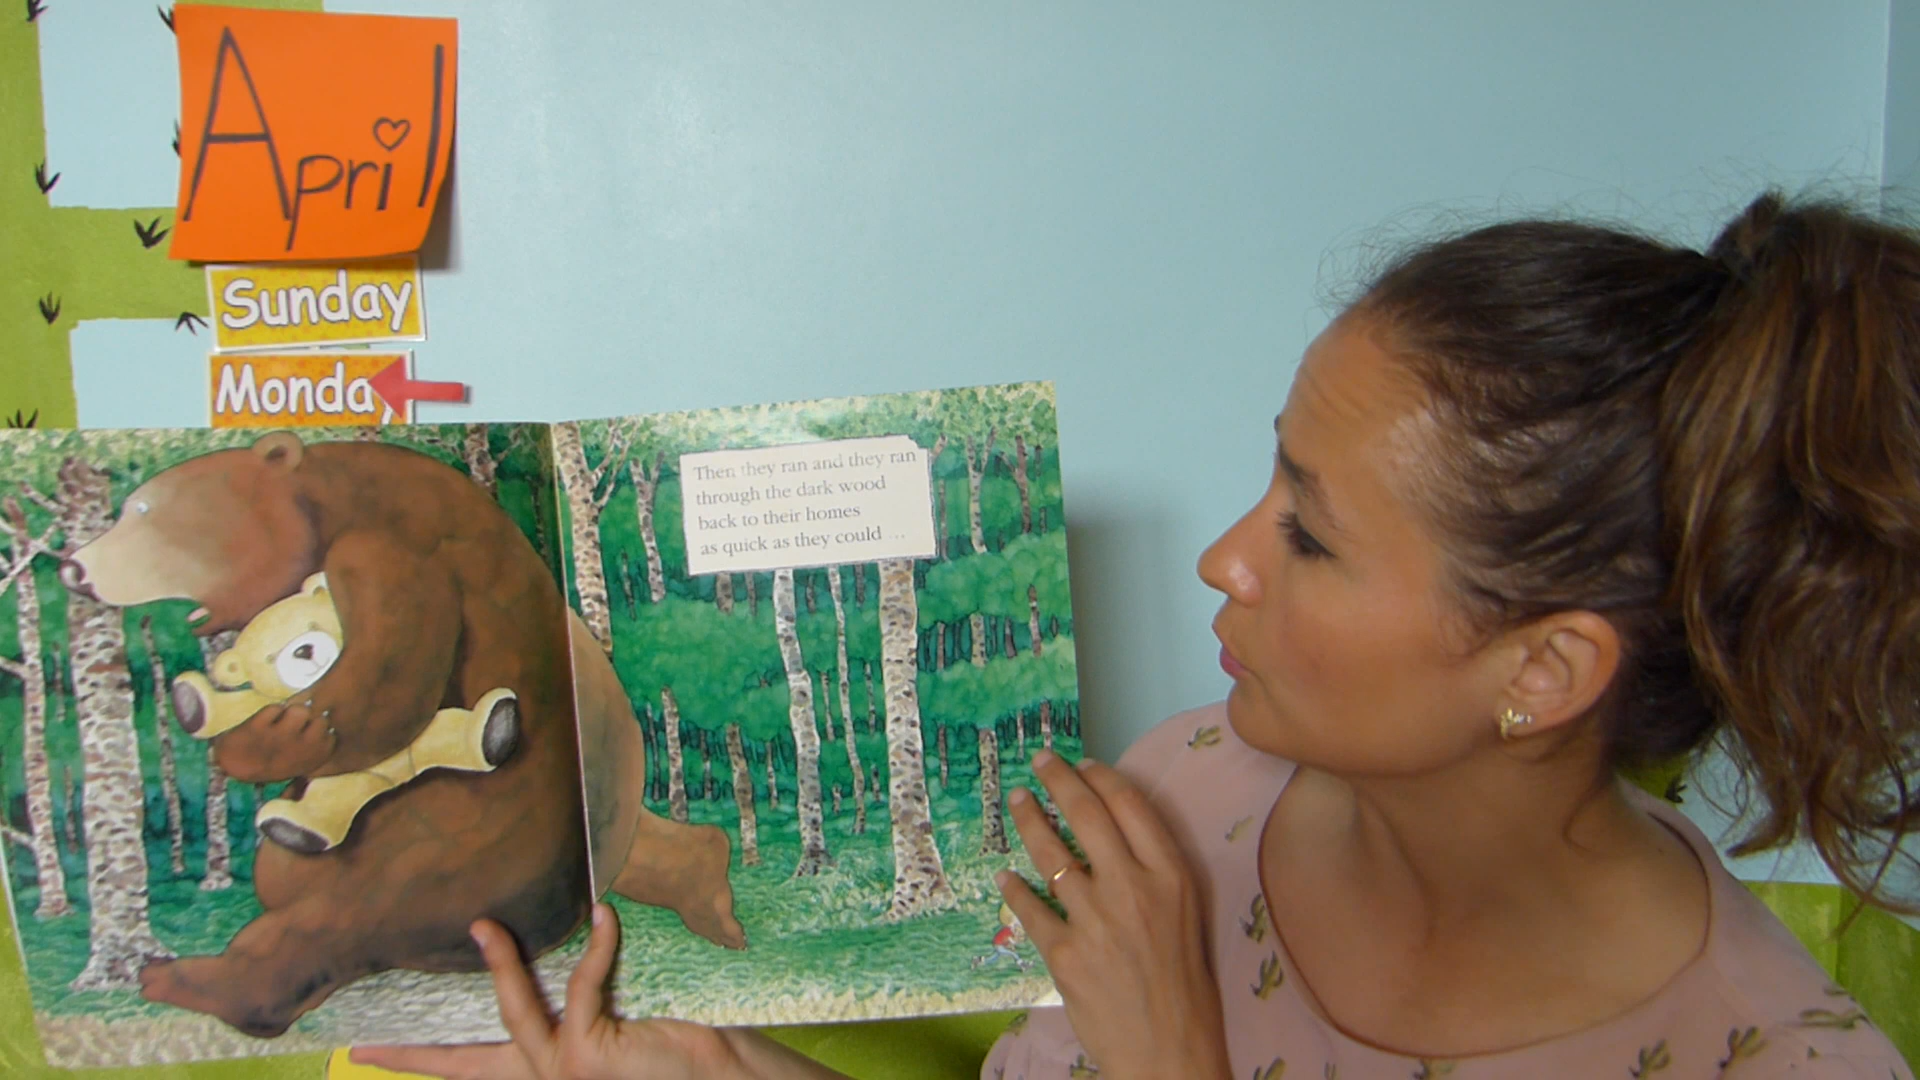 April
Sunday
Monday
Then they ran and they ran
through the dark wood
back to their homes
as quick as they could ...